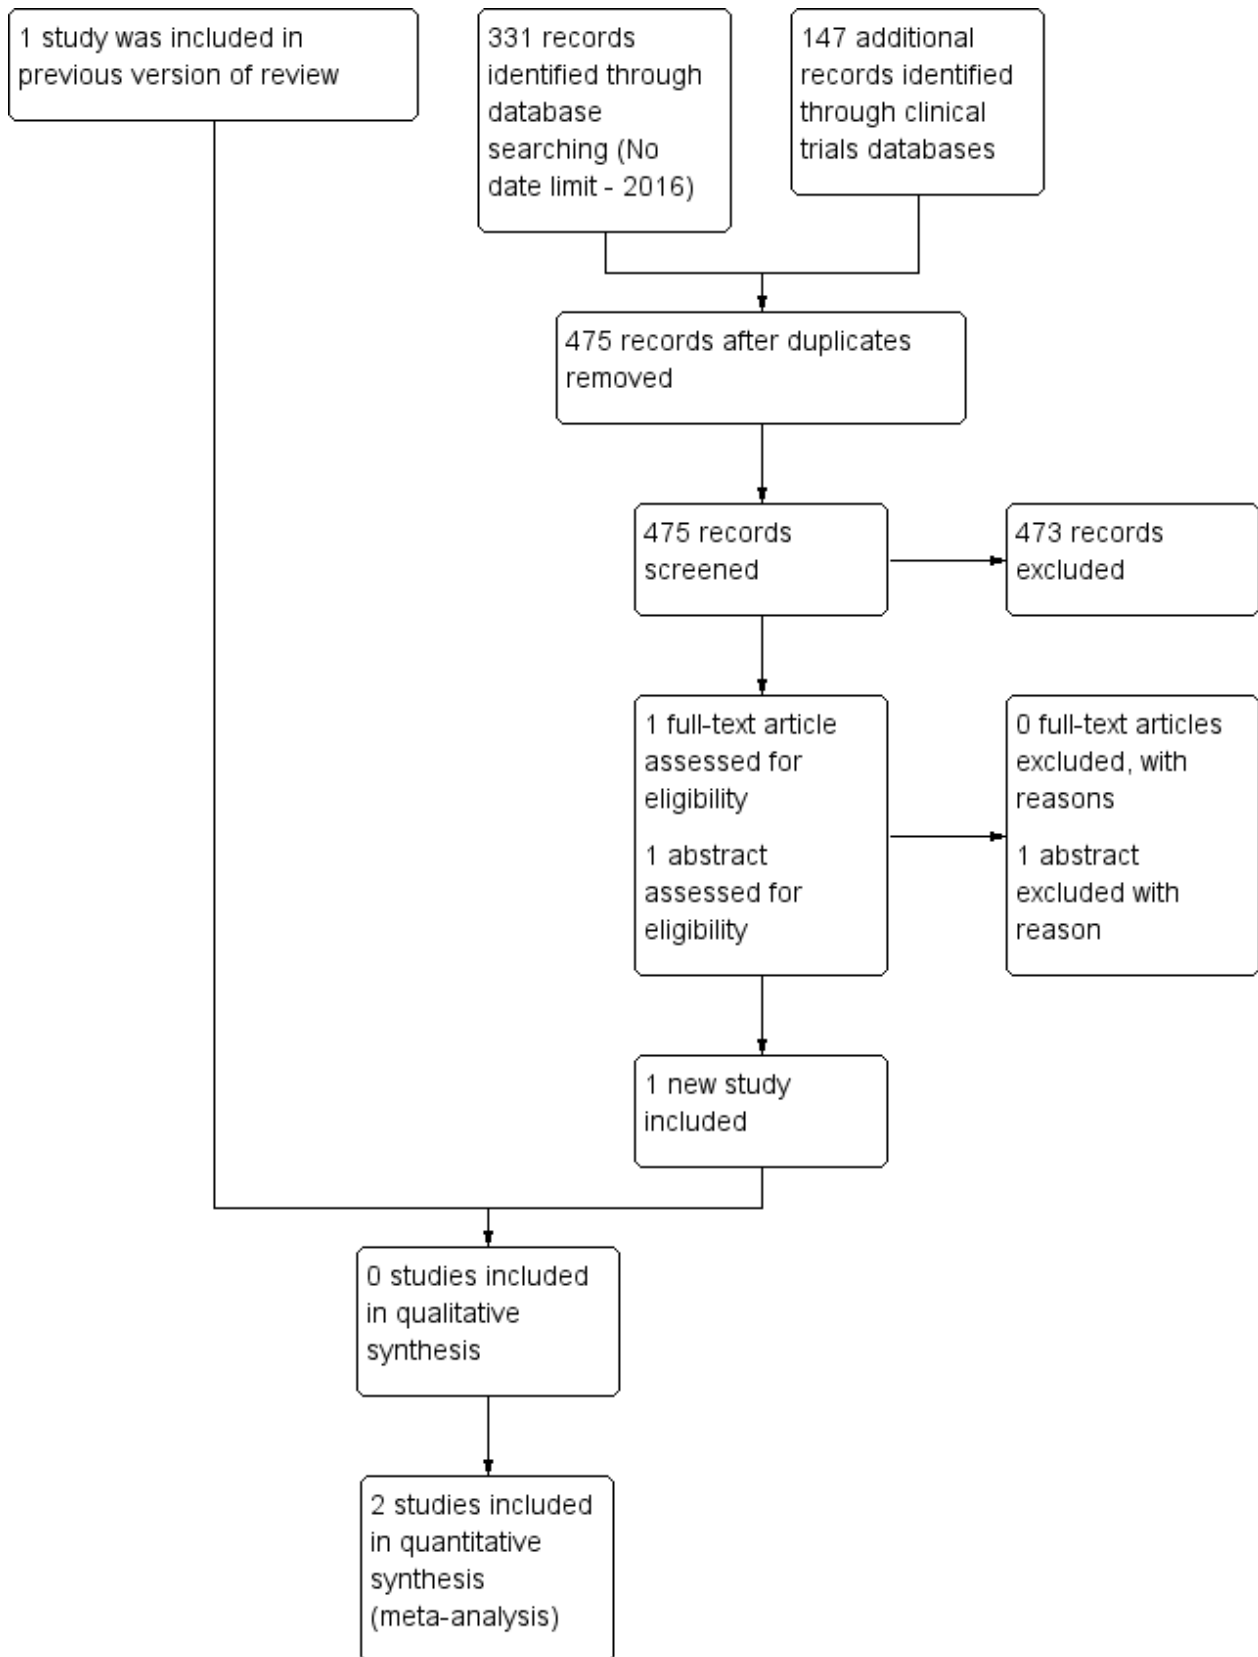 1 study was included in
previous version of review
331 records
identified through
database
searching (No
date limit - 2016)
147 additional
records identified
through clinical
trials databases
475 records after duplicates
removed
475 records
screened
473 records
excluded
1 full-text article
assessed for
eligibility
1 abstract
assessed for
eligibility
0 full-text articles
excluded, with
reasons
1 abstract
excluded with
reason
1 new study
included
0 studies included
in qualitative
synthesis
2 studies included
in quantitative
synthesis
(meta-analysis)